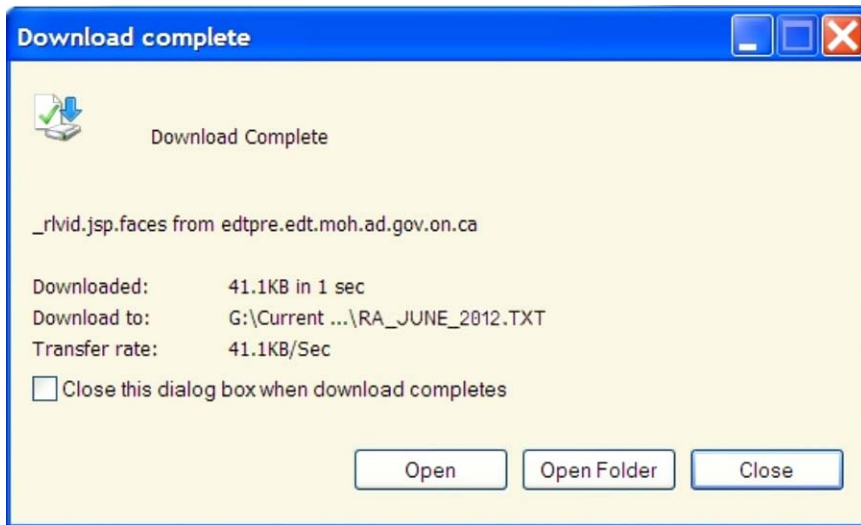 Download complete
Download Complete
_rlvid.jsp.faces from edtpre.edt.moh.ad.gov.on.ca
Downloaded: 41.1KB in 1 sec
Download to: G:\Current ...\RA_JUNE_2012.TXT
Transfer rate: 41.1KB/Sec
Close this dialog box when download completes
Open Open Folder Close